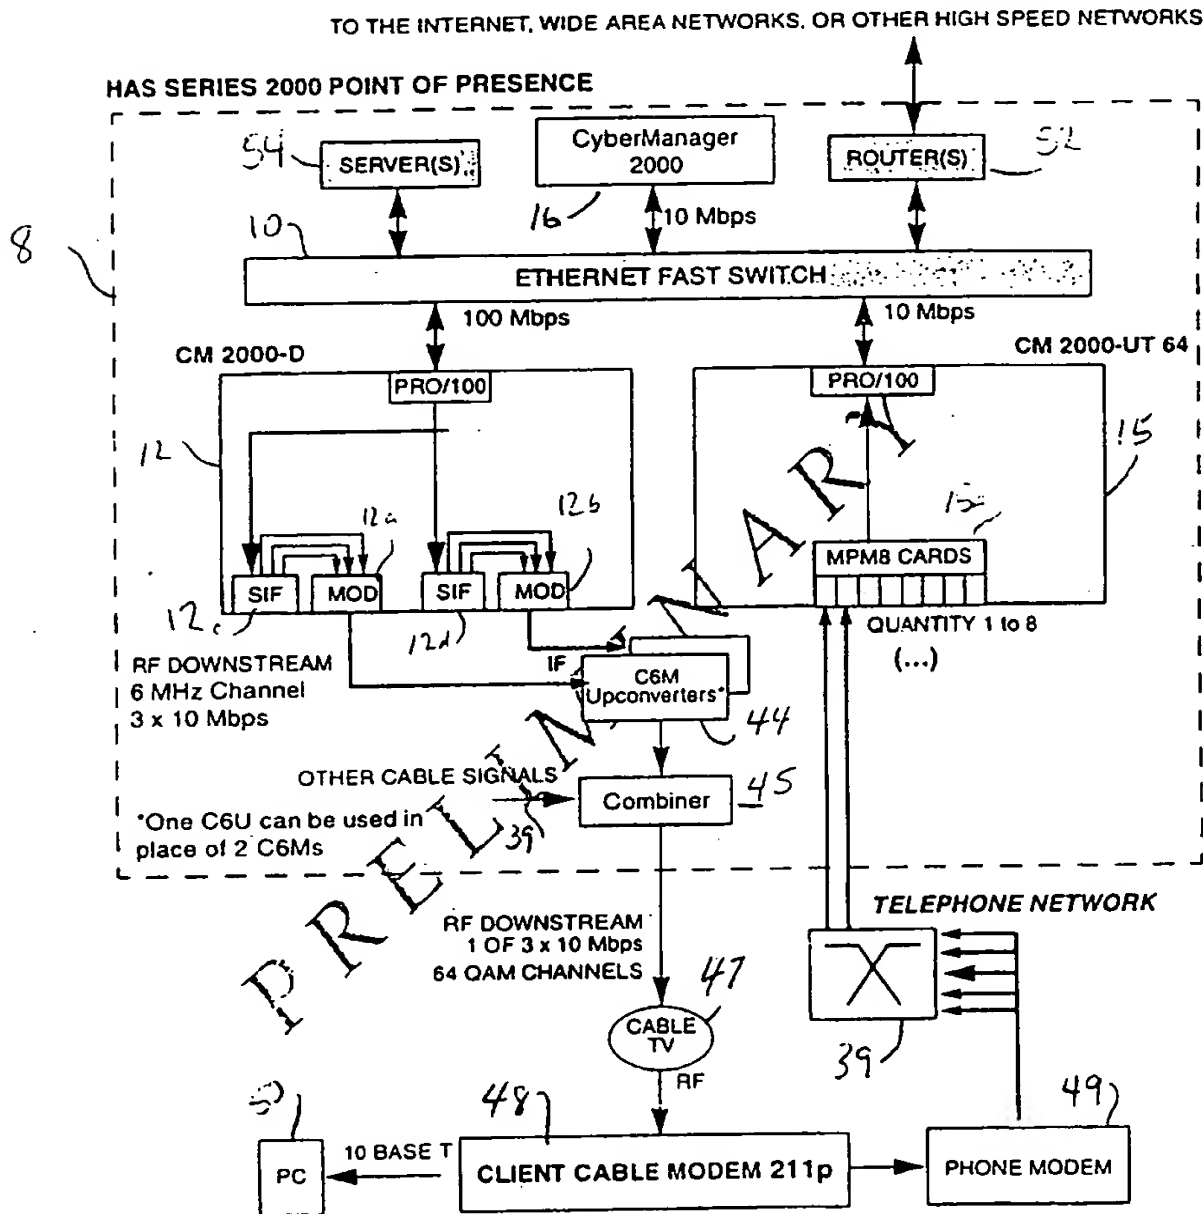 TO THE INTERNET, WIDE AREA NETWORKS, OR OTHER HIGH SPEED NETWORKS
HAS SERIES 2000 POINT OF PRESENCE
54
SERVER(S)
CyberManager
2000
ROUTER(S)
52
8
10
16
10 Mbps
ETHERNET FAST SWITCH
100 Mbps
10 Mbps
CM 2000-D
CM 2000-UT 64
PRO/100
PRO/100
12
15
12a
12b
MPM8 CARDS
SIF
MOD
SIF
MOD
12c
12d
QUANTITY 1 to 8
(...)
RF DOWNSTREAM
6 MHz Channel
3 x 10 Mbps
IF
C6M
Upconverters*
44
OTHER CABLE SIGNALS
Combiner
45
39
*One C6U can be used in
place of 2 C6Ms
PRELIMINARY
TELEPHONE NETWORK
RF DOWNSTREAM
1 OF 3 x 10 Mbps
64 QAM CHANNELS
47
CABLE
TV
RF
39
50
48
49
PC
10 BASE T
CLIENT CABLE MODEM 211p
PHONE MODEM